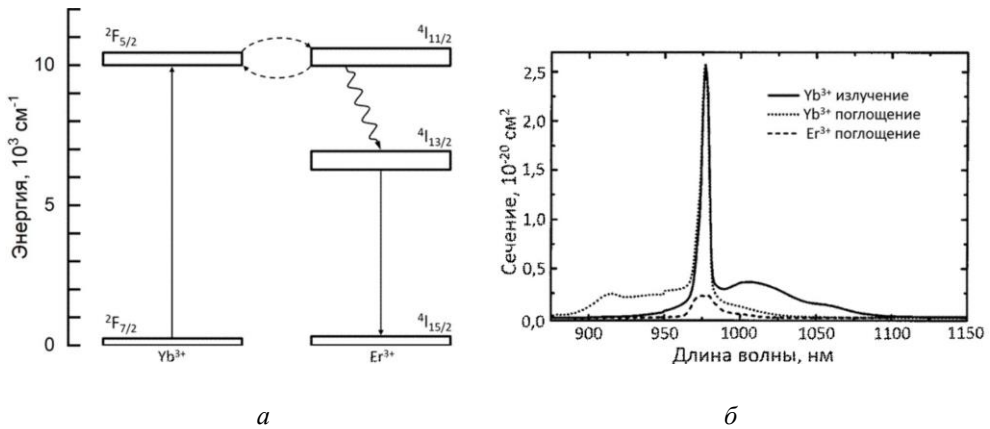 Энергия, 10³ см⁻¹
10
5
0
²F₅/₂
²F₇/₂
Yb³⁺
⁴I₁₁/₂
⁴I₁₃/₂
⁴I₁₅/₂
Er³⁺
а
Сечение, 10⁻²⁰ см²
2,5
2,0
1,5
1,0
0,5
0,0
Yb³⁺ излучение
Yb³⁺ поглощение
Er³⁺ поглощение
900 950 1000 1050 1100 1150
Длина волны, нм
б